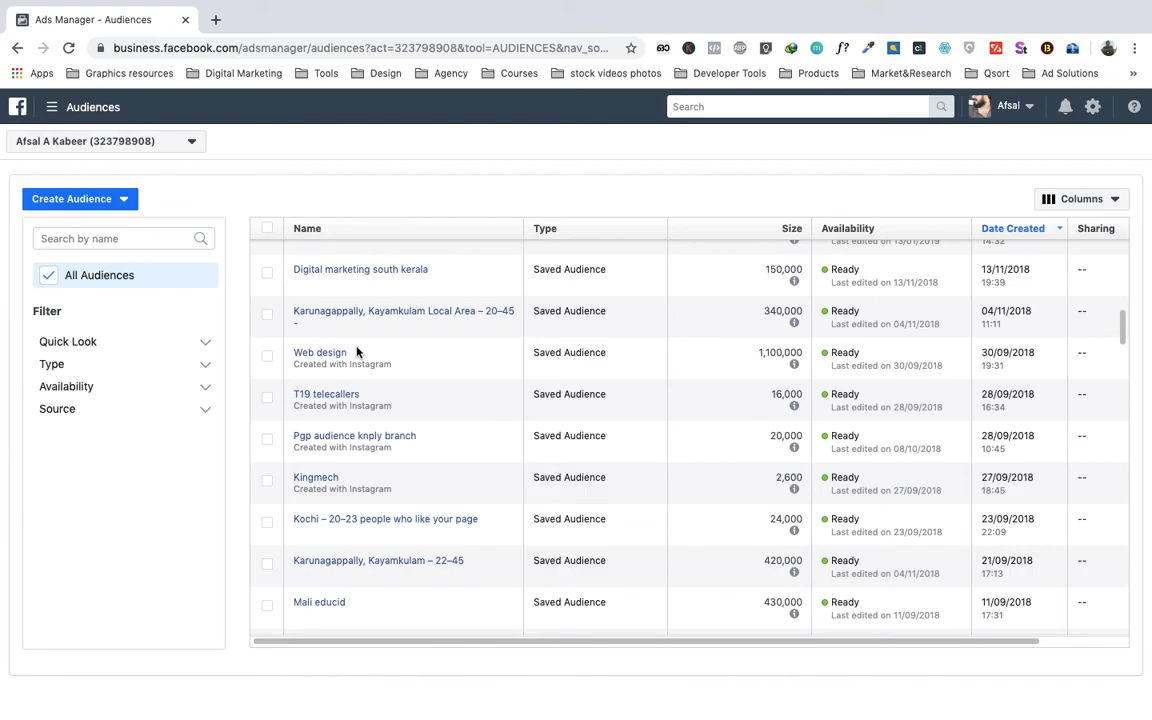 Ads Manager - Audiences
business.facebook.com/adsmanager/audiences?act=323798908&tool=AUDIENCES&nav_so...
Apps Graphics resources Digital Marketing Tools Design Agency Courses stock videos photos Developer Tools Products Market&Research Qsort Ad Solutions »
Audiences Search Afsal
Afsal A Kabeer (323798908)
Create Audience Columns
Search by name
All Audiences
Filter
Quick Look
Type
Availability
Source
Name Type Size Availability Date Created Sharing
Last edited on 13/01/2019 14:32
Digital marketing south kerala Saved Audience 150,000 Ready 13/11/2018 --
Last edited on 13/11/2018 19:39
Karunagappally, Kayamkulam Local Area – 20–45 Saved Audience 340,000 Ready 04/11/2018 --
- Last edited on 04/11/2018 11:11
Web design Saved Audience 1,100,000 Ready 30/09/2018 --
Created with Instagram Last edited on 30/09/2018 19:31
T19 telecallers Saved Audience 16,000 Ready 28/09/2018 --
Created with Instagram Last edited on 28/09/2018 16:34
Pgp audience knply branch Saved Audience 20,000 Ready 28/09/2018 --
Created with Instagram Last edited on 08/10/2018 10:45
Kingmech Saved Audience 2,600 Ready 27/09/2018 --
Created with Instagram Last edited on 27/09/2018 18:45
Kochi – 20–23 people who like your page Saved Audience 24,000 Ready 23/09/2018 --
Last edited on 23/09/2018 22:09
Karunagappally, Kayamkulam – 22–45 Saved Audience 420,000 Ready 21/09/2018 --
Last edited on 04/11/2018 17:13
Mali educid Saved Audience 430,000 Ready 11/09/2018 --
Last edited on 11/09/2018 17:31